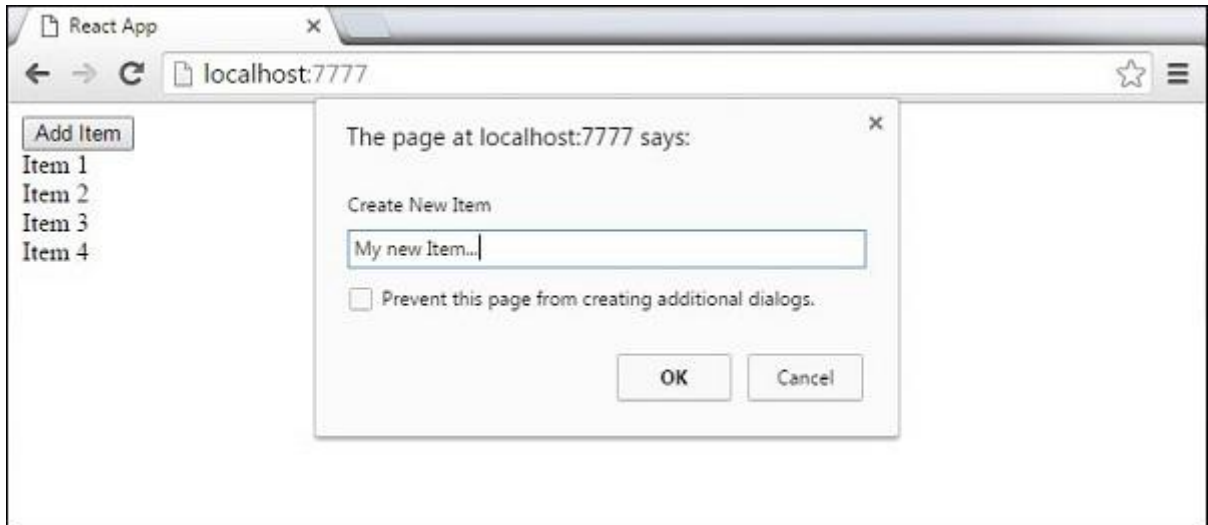 React App
localhost:7777
Add Item
Item 1
Item 2
Item 3
Item 4
The page at localhost:7777 says:
Create New Item
My new Item...
Prevent this page from creating additional dialogs.
OK Cancel